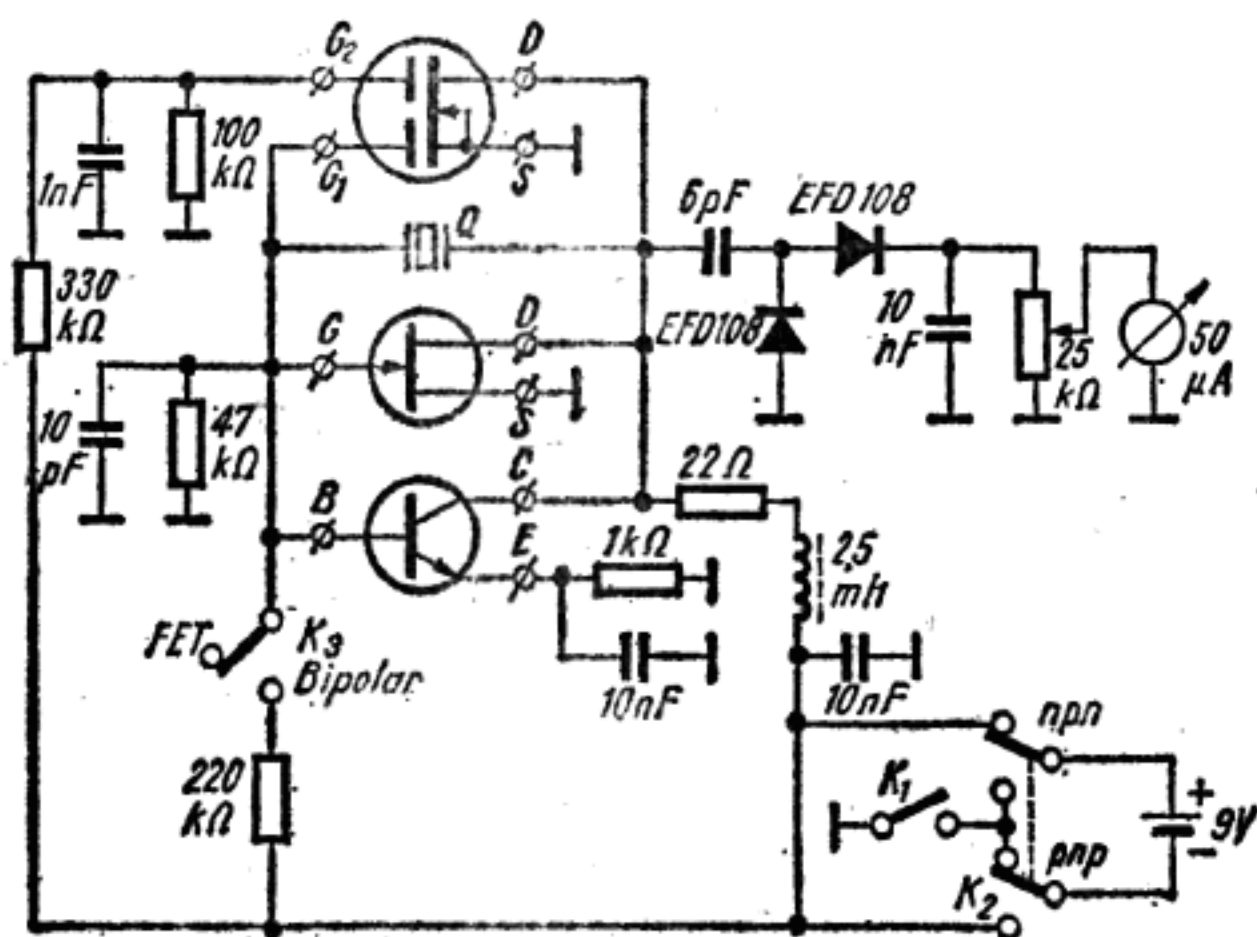 G2
D
100
kΩ
1nF
G1
S
Q
6pF
EFD108
330
kΩ
G
D
EFD108
10
nF
25
kΩ
50
μA
S
10
pF
47
kΩ
C
22Ω
B
E
1kΩ
2,5
mH
FET
K3
Bipolar
10nF
10nF
npn
220
kΩ
K1
+
9V
-
pnp
K2